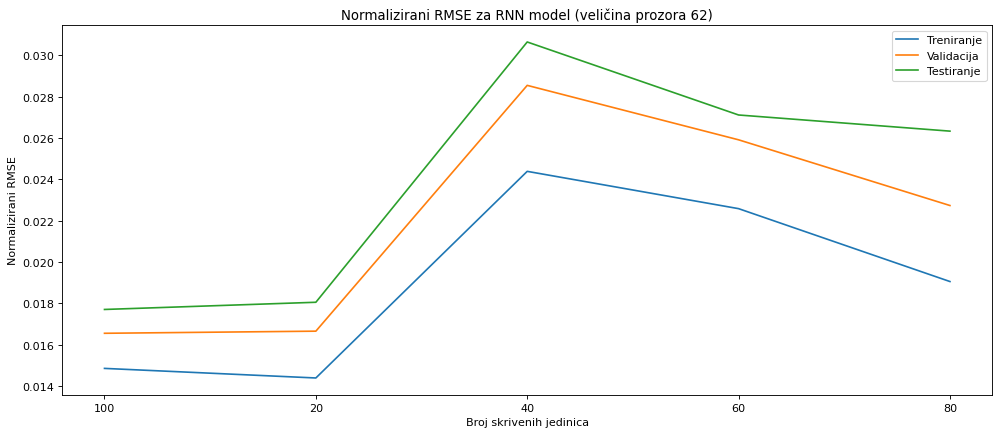 Normalizirani RMSE za RNN model (veličina prozora 62)
Treniranje
Validacija
Testiranje
Normalizirani RMSE
0.030
0.028
0.026
0.024
0.022
0.020
0.018
0.016
0.014
100 20 40 60 80
Broj skrivenih jedinica